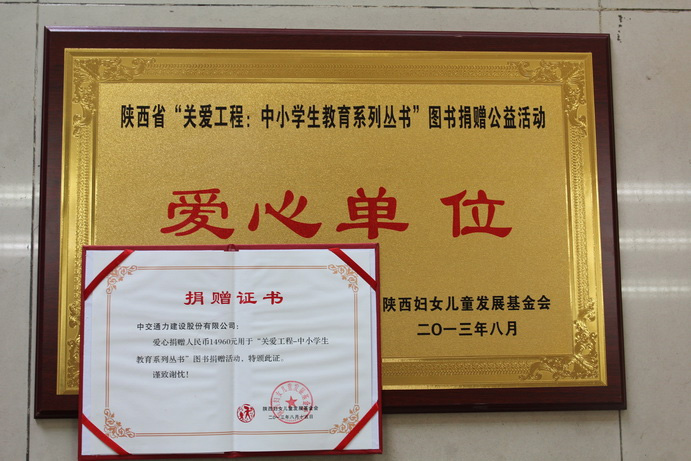 陕西省“关爱工程：中小学生教育系列丛书”图书捐赠公益活动
爱心单位
陕西妇女儿童发展基金会
二〇一三年八月
捐赠证书
中交通力建设股份有限公司：
爱心捐赠人民币14960元用于“关爱工程-中小学生
教育系列丛书”图书捐赠活动，特颁此证。
谨致谢忱！
陕西妇女儿童发展基金会